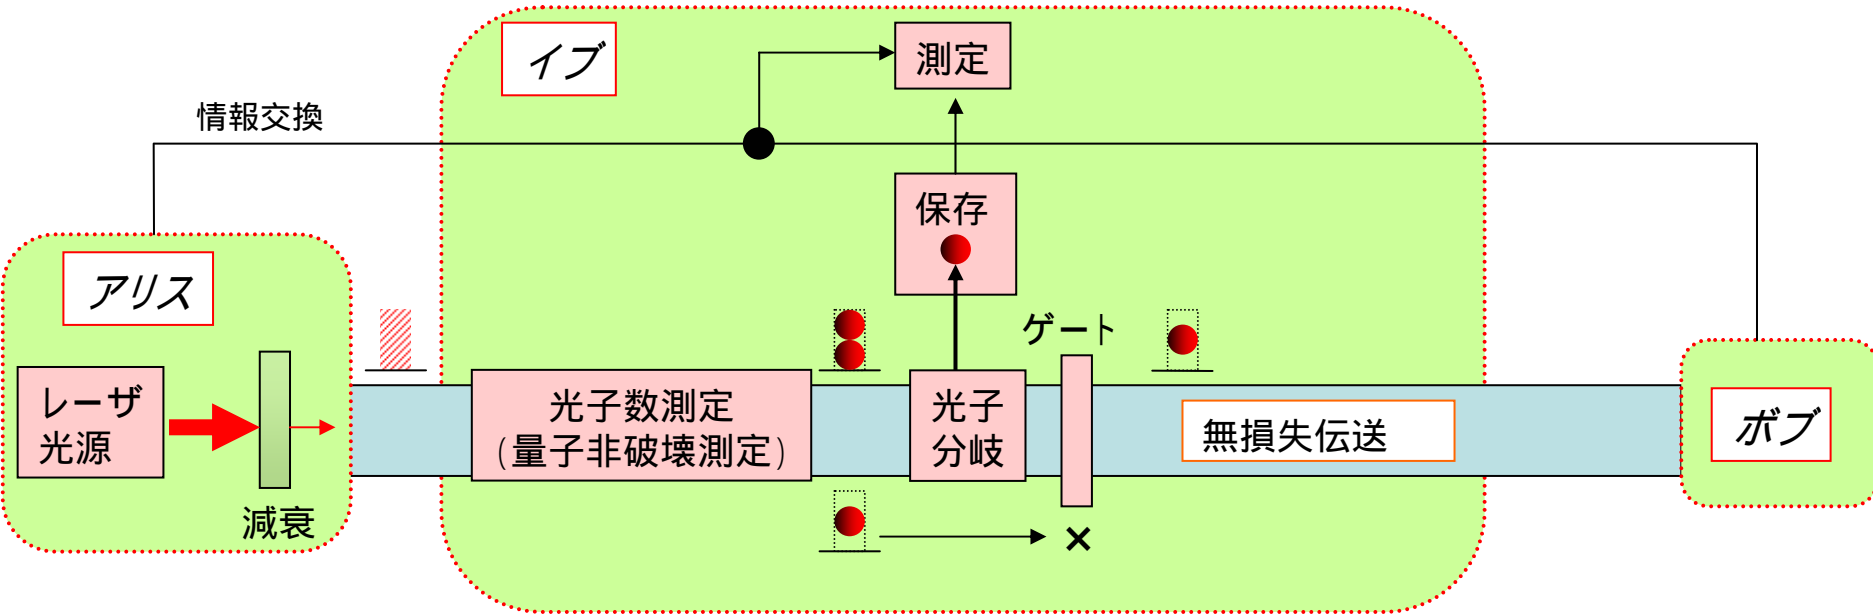 イブ
測定
情報交換
保存
アリス
ゲート
レーザ
光源
光子数測定
(量子非破壊測定)
光子
分岐
無損失伝送
ボブ
減衰
×